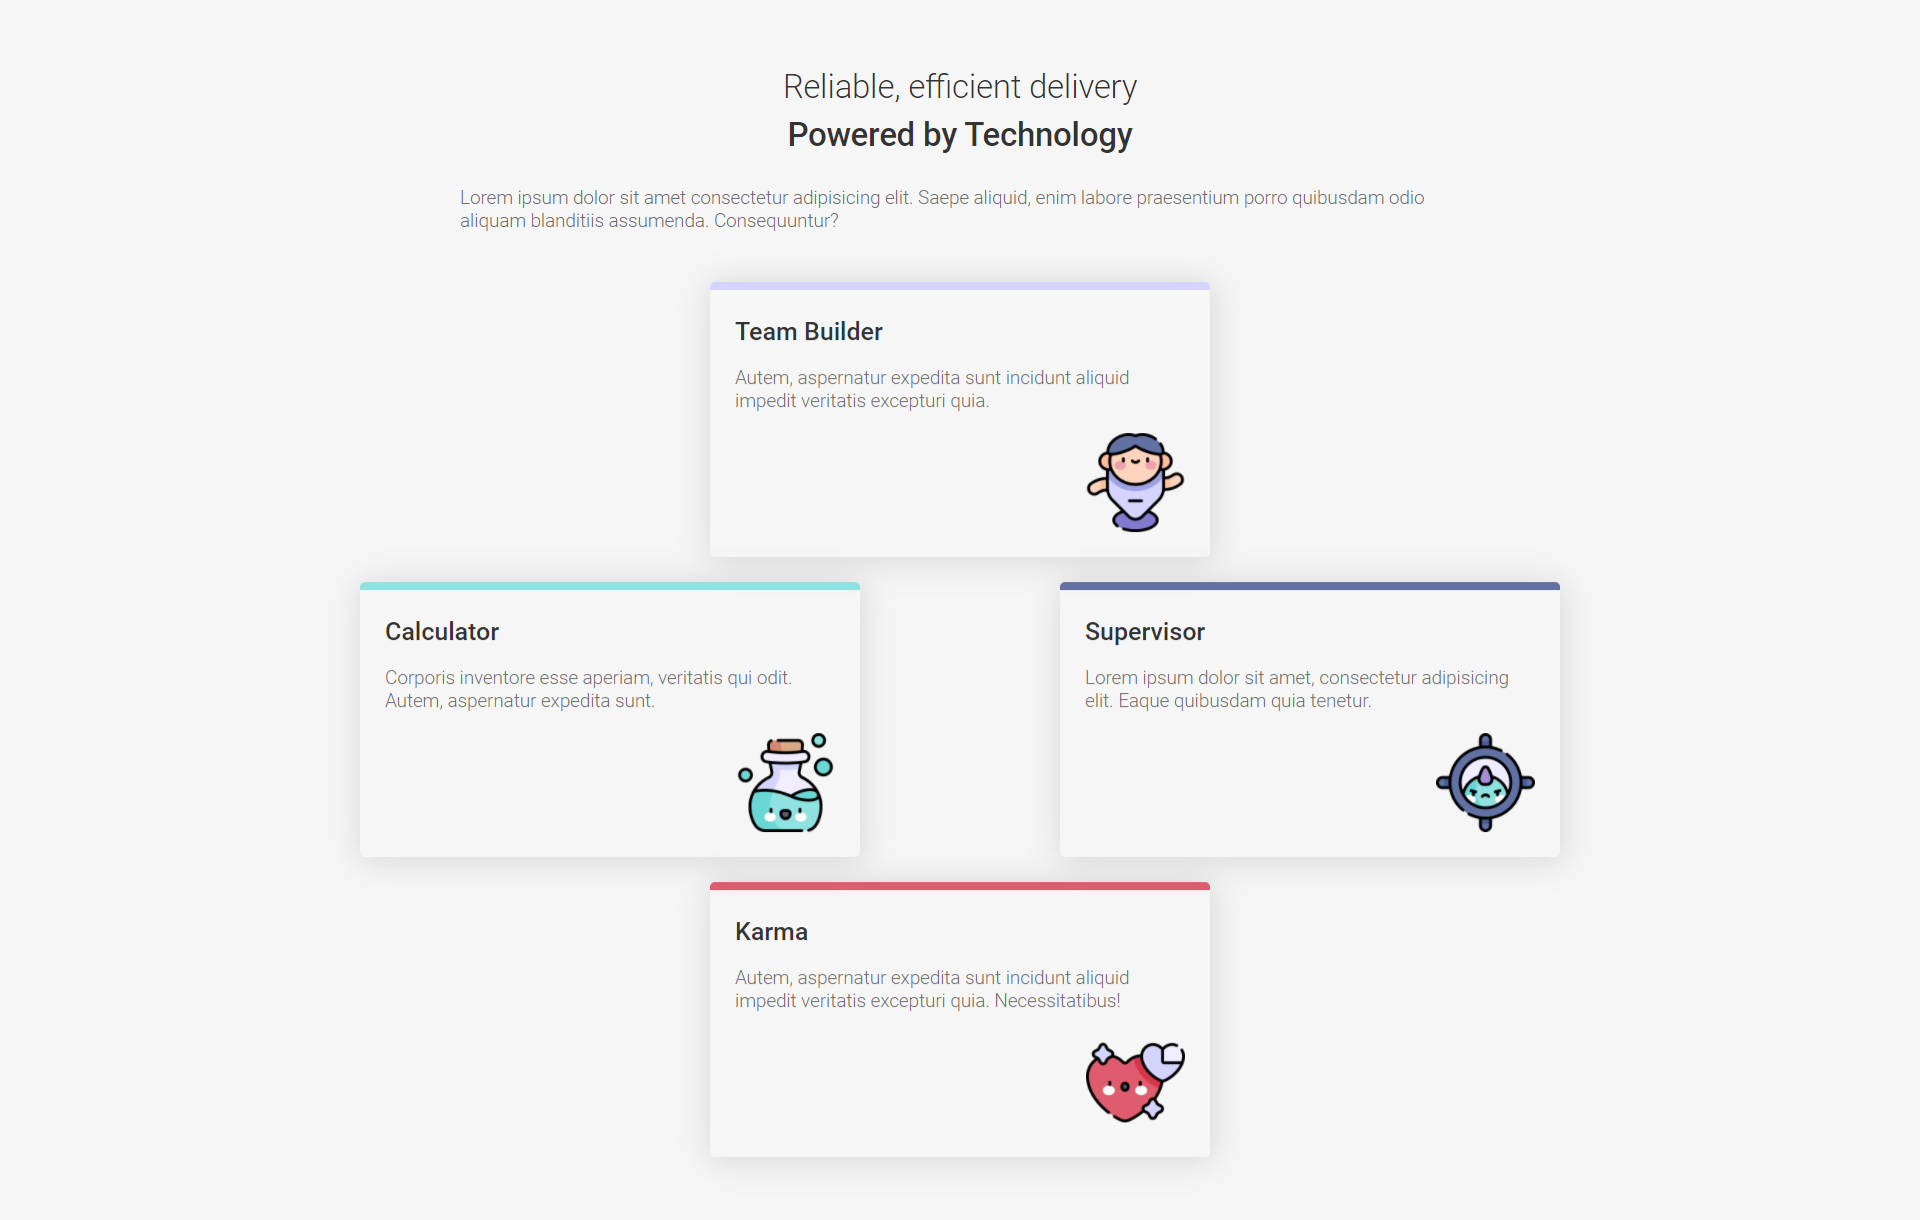 Reliable, efficient delivery
Powered by Technology
Lorem ipsum dolor sit amet consectetur adipisicing elit. Saepe aliquid, enim labore praesentium porro quibusdam odio
aliquam blanditiis assumenda. Consequuntur?
Team Builder
Autem, aspernatur expedita sunt incidunt aliquid
impedit veritatis excepturi quia.
Calculator
Corporis inventore esse aperiam, veritatis qui odit.
Autem, aspernatur expedita sunt.
Supervisor
Lorem ipsum dolor sit amet, consectetur adipisicing
elit. Eaque quibusdam quia tenetur.
Karma
Autem, aspernatur expedita sunt incidunt aliquid
impedit veritatis excepturi quia. Necessitatibus!